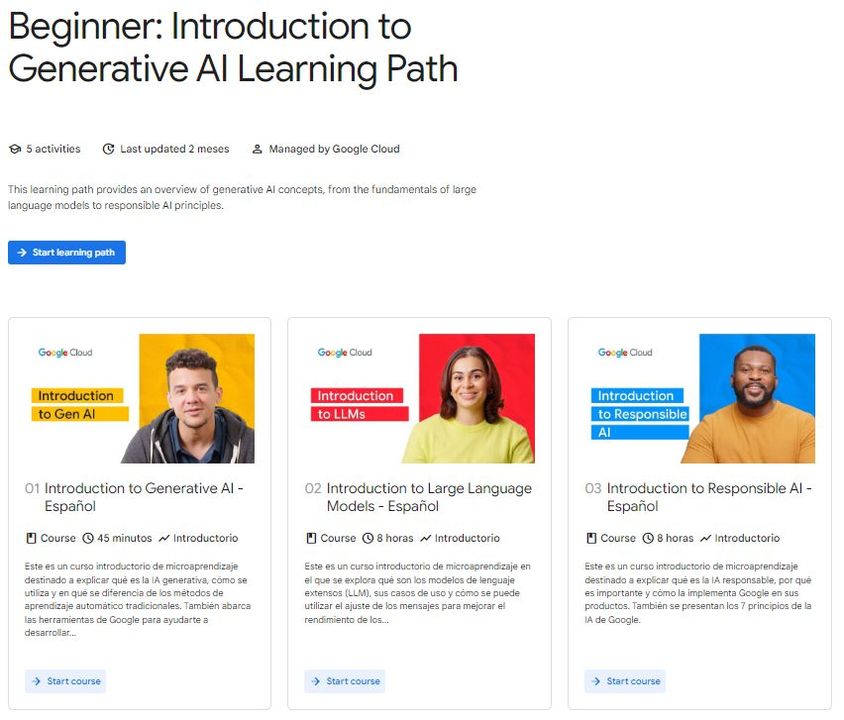 Beginner: Introduction to
Generative AI Learning Path
5 activities
Last updated 2 meses
Managed by Google Cloud
This learning path provides an overview of generative AI concepts, from the fundamentals of large
language models to responsible AI principles.
Start learning path
Google Cloud
Introduction
to Gen AI
01 Introduction to Generative AI -
Español
Course 45 minutos Introductorio
Este es un curso introductorio de microaprendizaje
destinado a explicar qué es la IA generativa, cómo se
utiliza y en qué se diferencia de los métodos de
aprendizaje automático tradicionales. También abarca
las herramientas de Google para ayudarte a
desarrollar...
Start course
Google Cloud
Introduction
to LLMs
02 Introduction to Large Language
Models - Español
Course 8 horas Introductorio
Este es un curso introductorio de microaprendizaje en
el que se explora qué son los modelos de lenguaje
extensos (LLM), sus casos de uso y cómo se puede
utilizar el ajuste de los mensajes para mejorar el
rendimiento de los...
Start course
Google Cloud
Introduction
to Responsible
AI
03 Introduction to Responsible AI -
Español
Course 8 horas Introductorio
Este es un curso introductorio de microaprendizaje
destinado a explicar qué es la IA responsable, por qué
es importante y cómo la implementa Google en sus
productos. También se presentan los 7 principios de la
IA de Google.
Start course